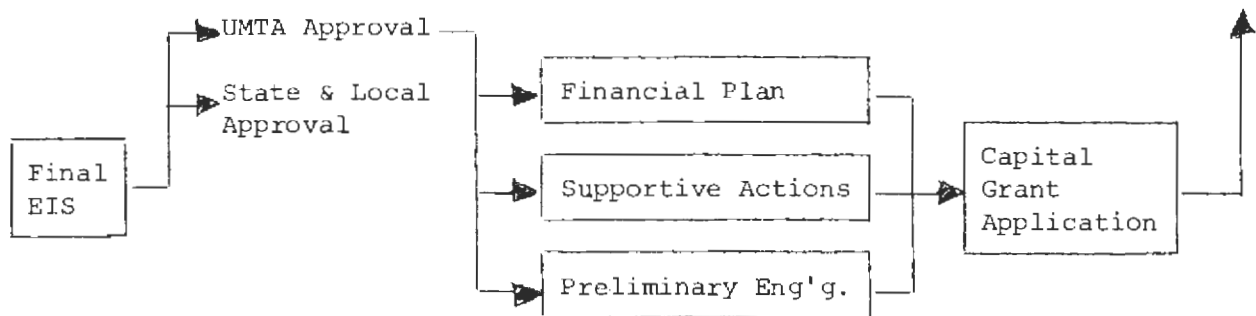 UMTA Approval
State & Local
Approval
Final
EIS
Financial Plan
Supportive Actions
Preliminary Eng'g.
Capital
Grant
Application